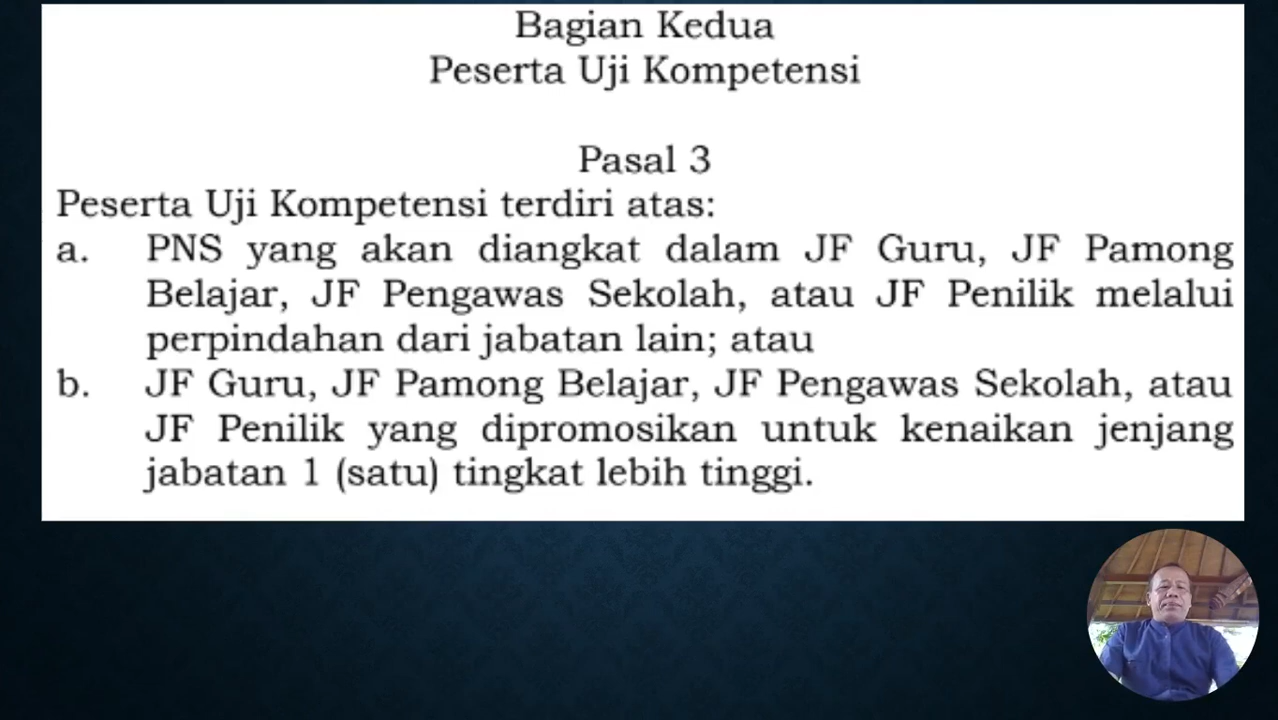 Bagian Kedua
Peserta Uji Kompetensi
Pasal 3
Peserta Uji Kompetensi terdiri atas:
a. PNS yang akan diangkat dalam JF Guru, JF Pamong
Belajar, JF Pengawas Sekolah, atau JF Penilik melalui
perpindahan dari jabatan lain; atau
b. JF Guru, JF Pamong Belajar, JF Pengawas Sekolah, atau
JF Penilik yang dipromosikan untuk kenaikan jenjang
jabatan 1 (satu) tingkat lebih tinggi.